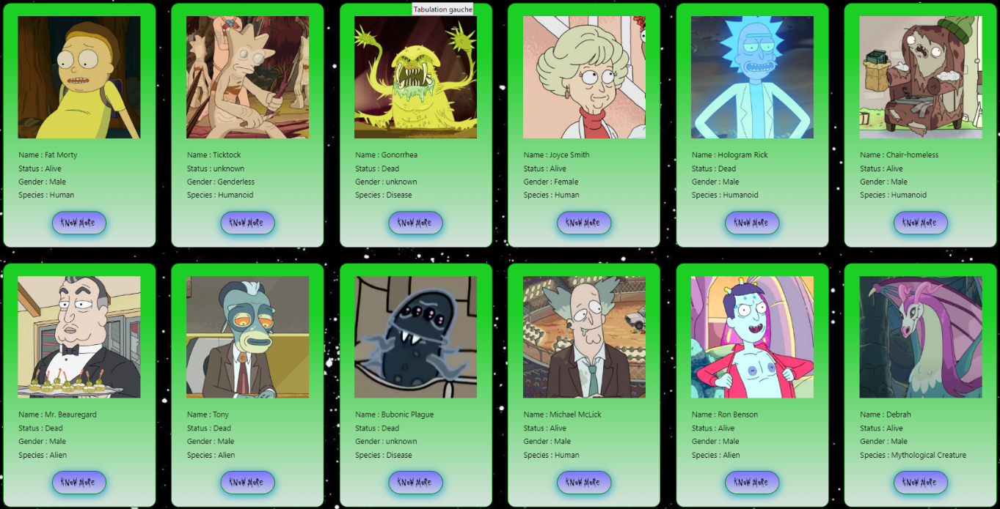 Tabulation gauche
Name : Fat Morty
Status : Alive
Gender : Male
Species : Human
KNOW MORE
Name : Ticktock
Status : unknown
Gender : Genderless
Species : Humanoid
KNOW MORE
Name : Gonorrhea
Status : Dead
Gender : unknown
Species : Disease
KNOW MORE
Name : Joyce Smith
Status : Alive
Gender : Female
Species : Human
KNOW MORE
Name : Hologram Rick
Status : Dead
Gender : Male
Species : Humanoid
KNOW MORE
Name : Chair-homeless
Status : Alive
Gender : Male
Species : Humanoid
KNOW MORE
Name : Mr. Beauregard
Status : Dead
Gender : Male
Species : Alien
KNOW MORE
Name : Tony
Status : Dead
Gender : Male
Species : Alien
KNOW MORE
Name : Bubonic Plague
Status : Dead
Gender : unknown
Species : Disease
KNOW MORE
Name : Michael McLick
Status : Alive
Gender : Male
Species : Human
KNOW MORE
Name : Ron Benson
Status : Alive
Gender : Male
Species : Alien
KNOW MORE
Name : Debrah
Status : Alive
Gender : Male
Species : Mythological Creature
KNOW MORE